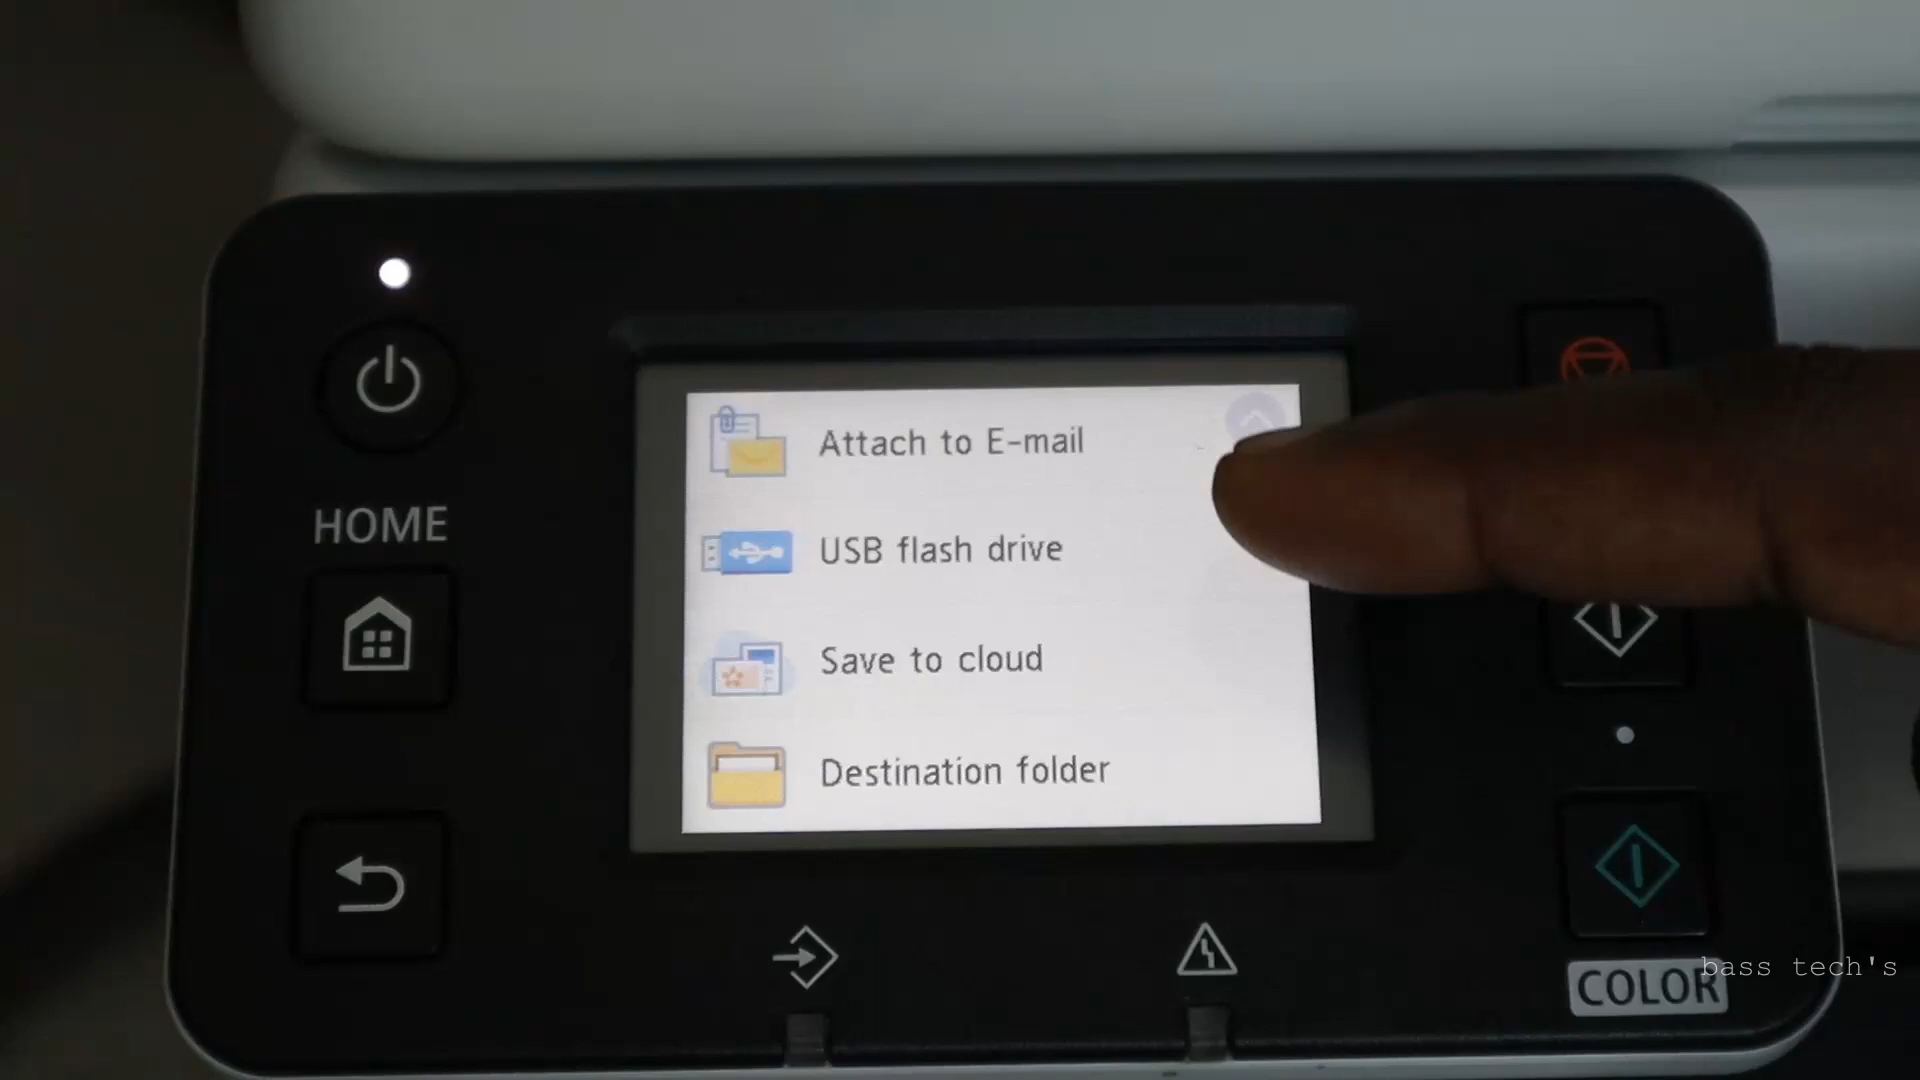 Attach to E-mail
HOME
USB flash drive
Save to cloud
Destination folder
COLOR
bass tech's